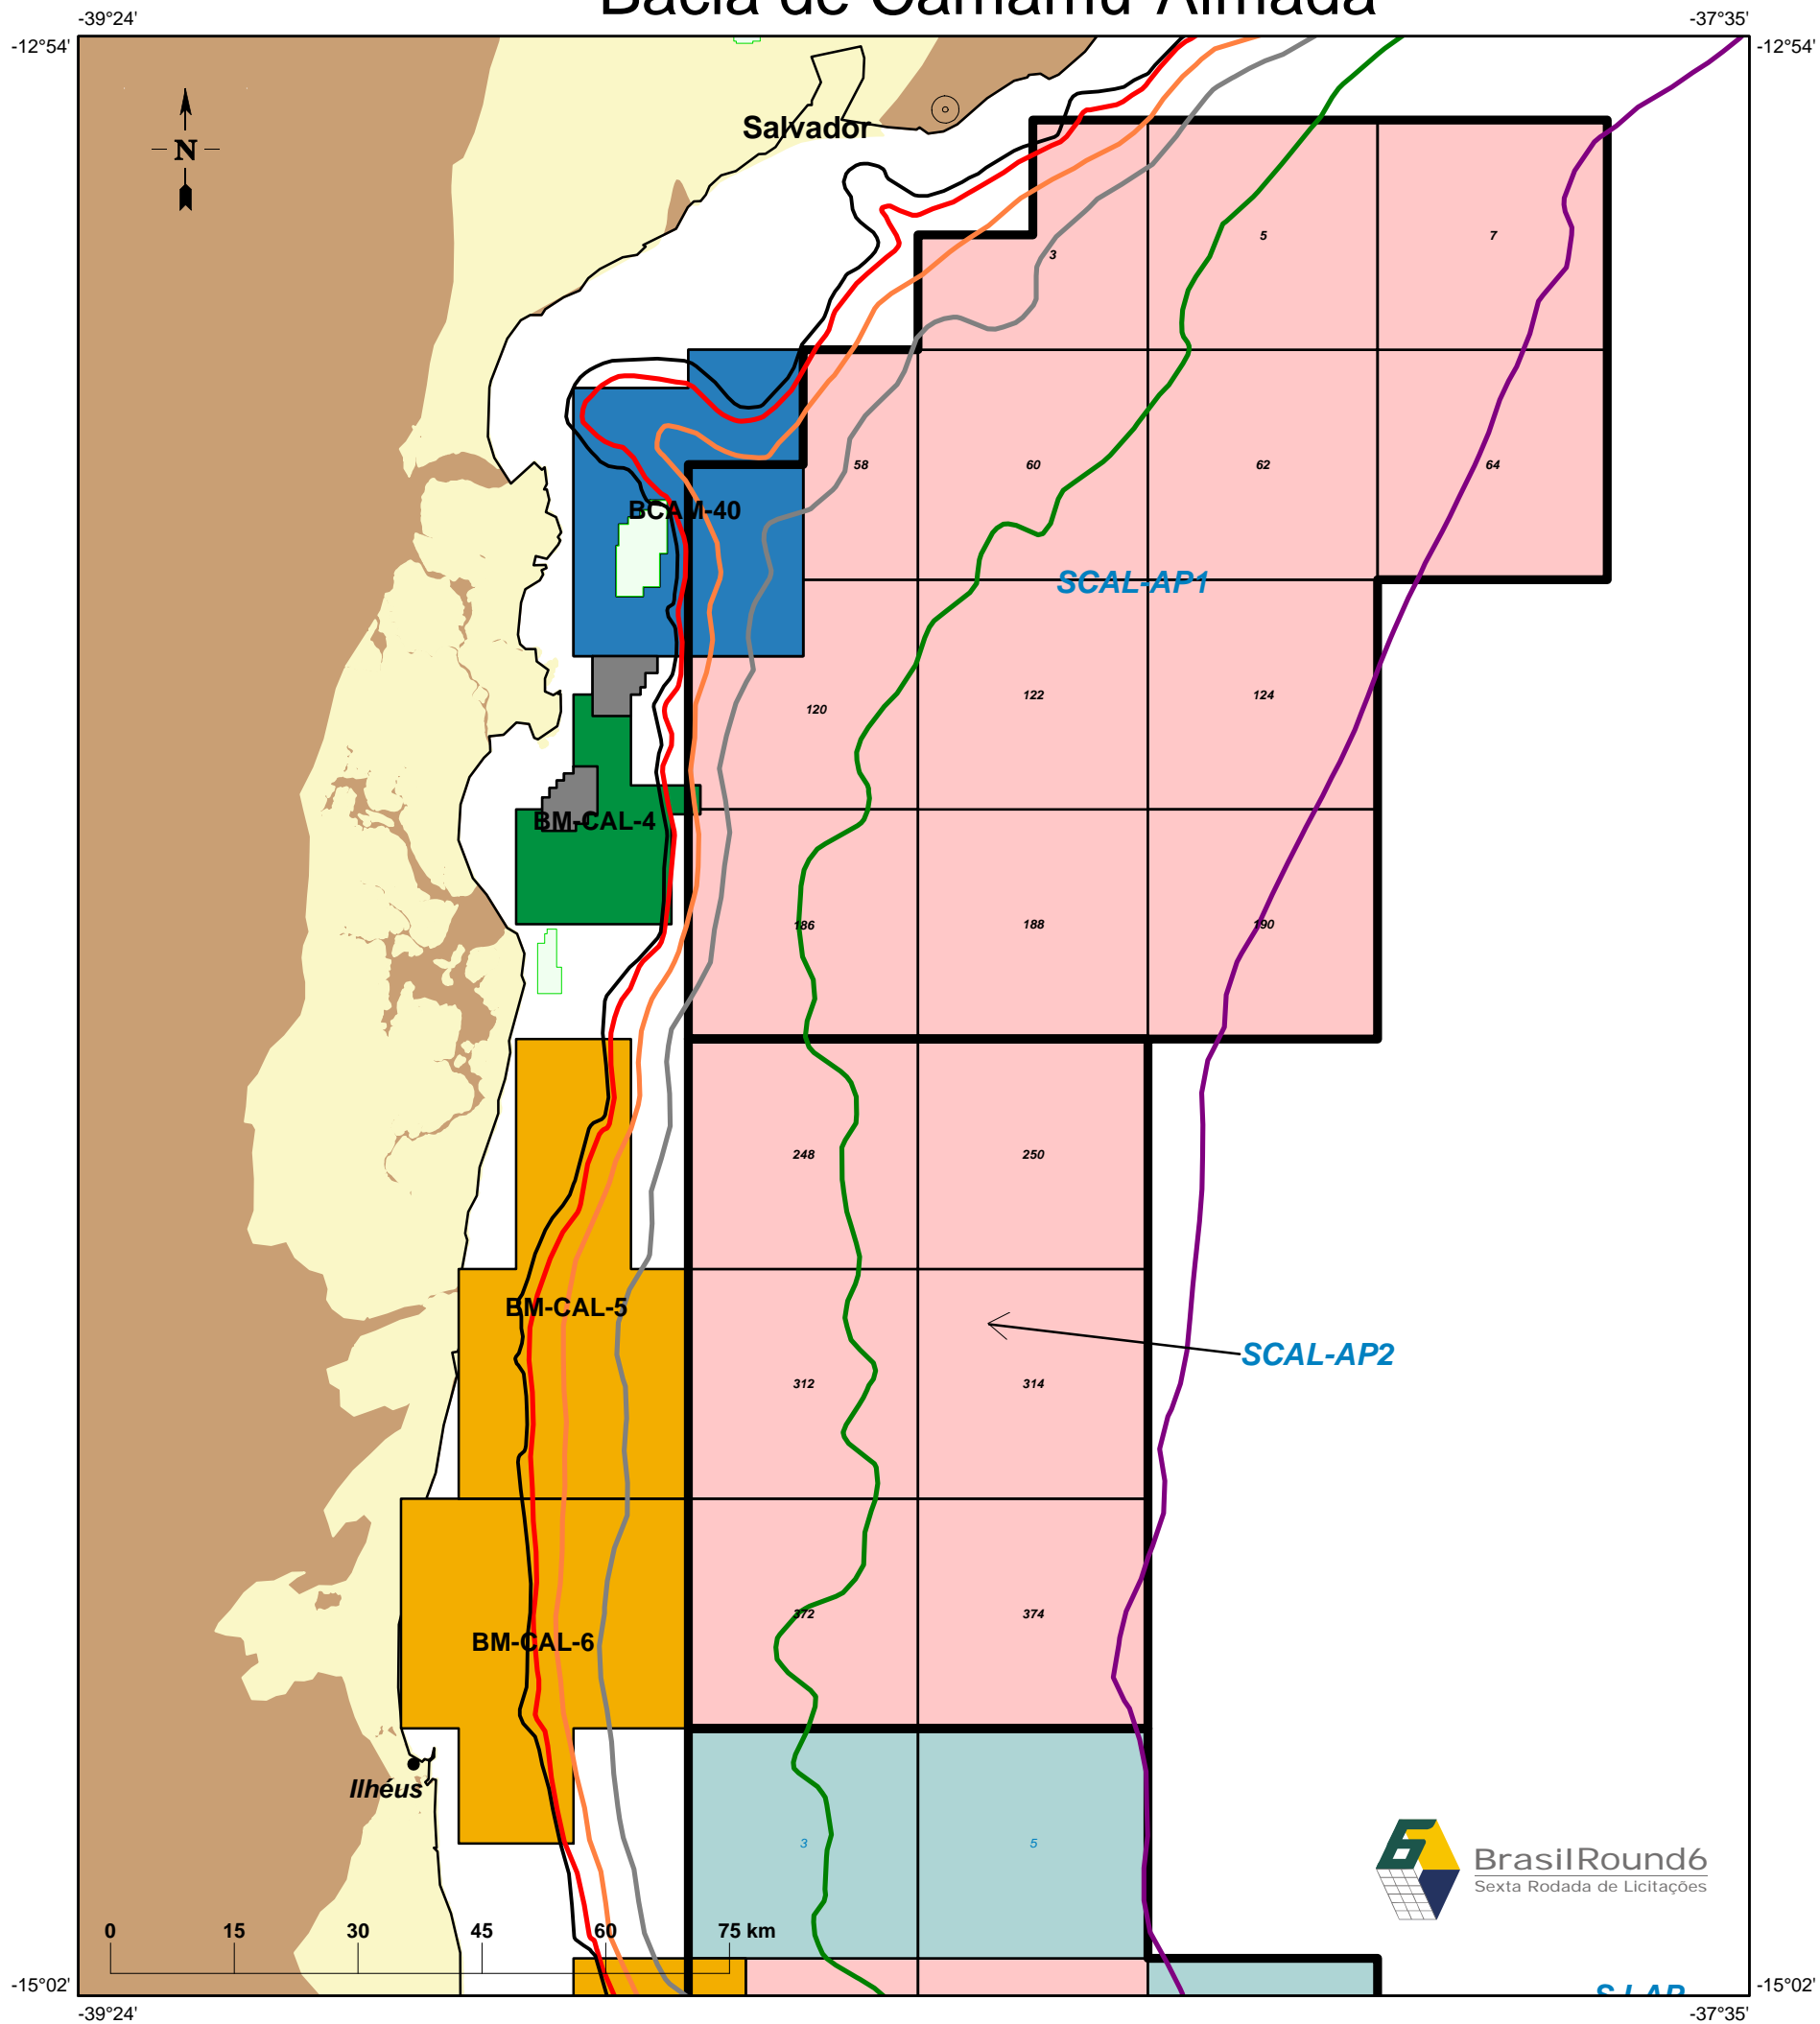 Bacia de Camamu-Almada
-39°24' -37°35'
-12°54' -12°54'
N
Salvador
5 7
3
58 60 62 64
BCAM-40
SCAL-AP1
122 124
120
BM-CAL-4
186 188 190
248 250
BM-CAL-5
SCAL-AP2
312 314
372 374
BM-CAL-6
Ilhéus
3 5
BrasilRound6
Sexta Rodada de Licitações
0 15 30 45 60 75 km
-15°02' -15°02'
-39°24' -37°35'